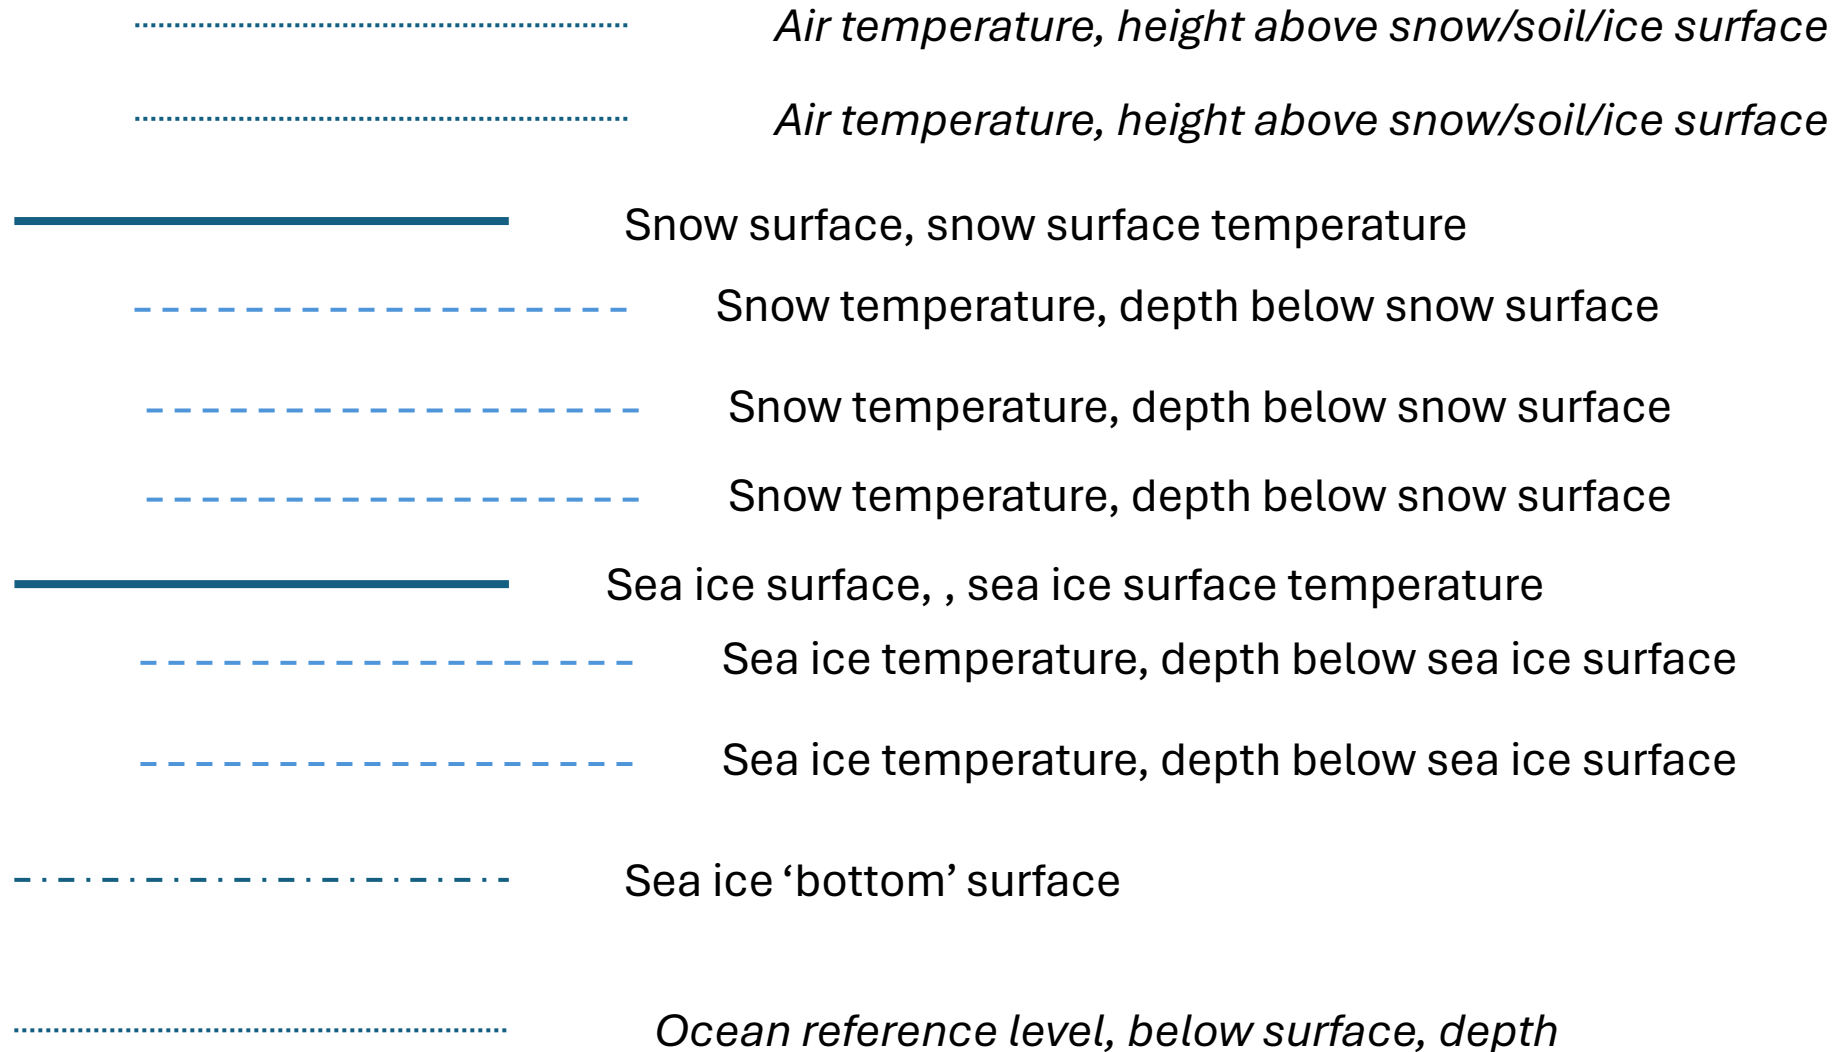 Air temperature, height above snow/soil/ice surface
Air temperature, height above snow/soil/ice surface
Snow surface, snow surface temperature
Snow temperature, depth below snow surface
Snow temperature, depth below snow surface
Snow temperature, depth below snow surface
Sea ice surface, , sea ice surface temperature
Sea ice temperature, depth below sea ice surface
Sea ice temperature, depth below sea ice surface
Sea ice ‘bottom’ surface
Ocean reference level, below surface, depth